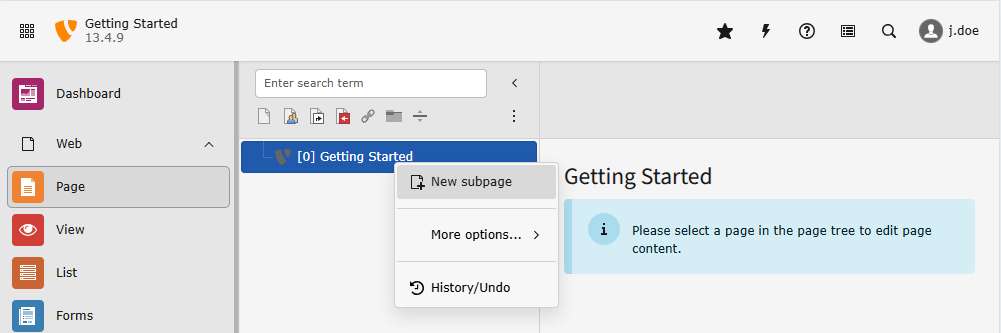 Getting Started
13.4.9
j.doe
Dashboard
Web
Page
View
List
Forms
Enter search term
[0] Getting Started
New subpage
More options...
History/Undo
Getting Started
Please select a page in the page tree to edit page
content.